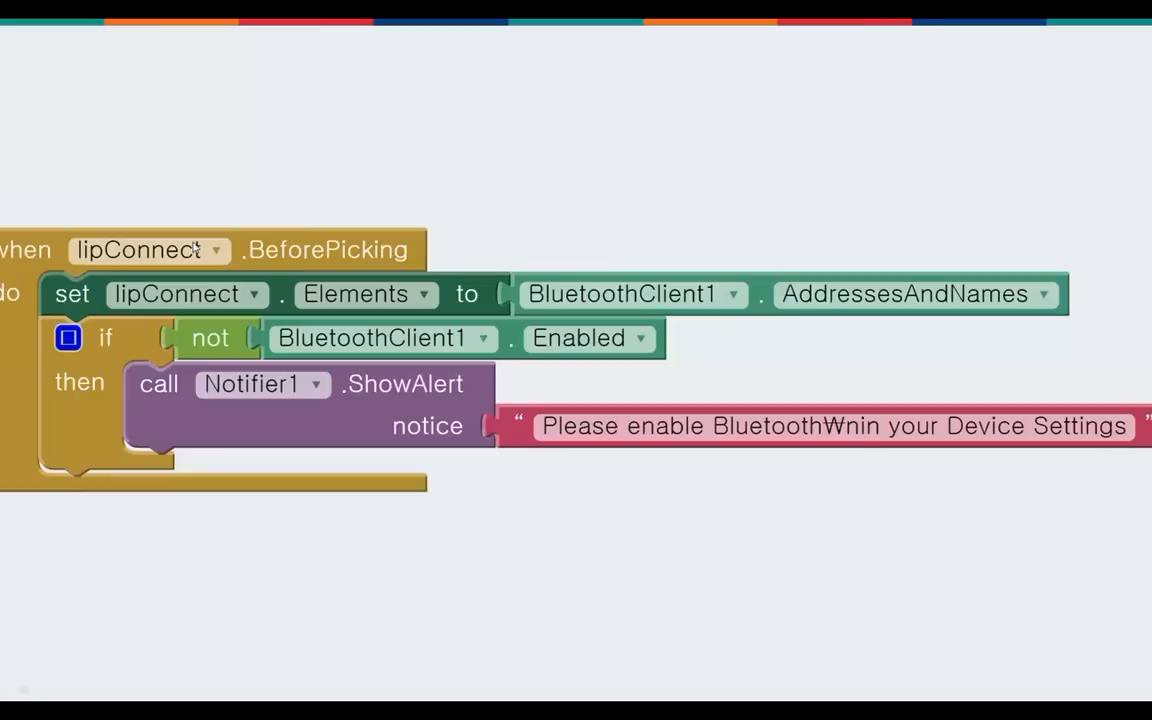 when lipConnect .BeforePicking
do set lipConnect . Elements to BluetoothClient1 . AddressesAndNames
if not BluetoothClient1 . Enabled
then call Notifier1 .ShowAlert
notice “ Please enable Bluetooth₩nin your Device Settings ”